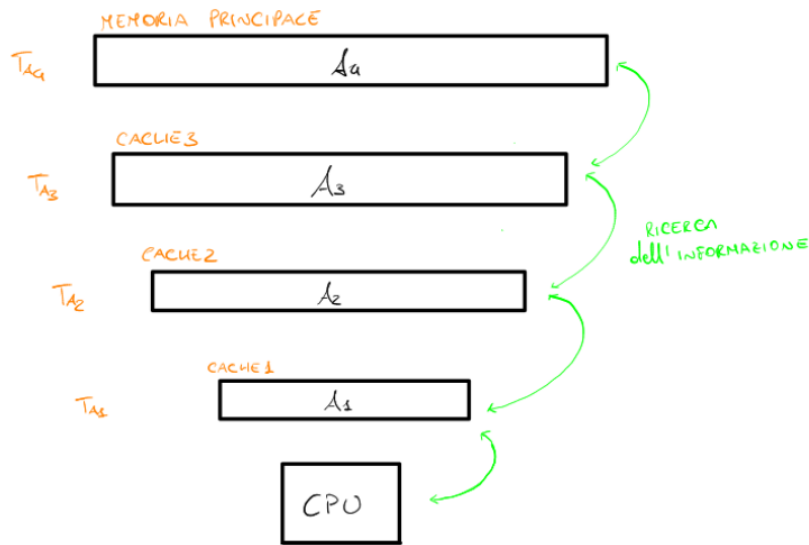 MEMORIA PRINCIPALE
TA4
A4
CACHE3
TA3
A3
RICERCA
dell'INFORMAZIONE
CACHE2
TA2
A2
CACHE1
TA1
A1
CPU